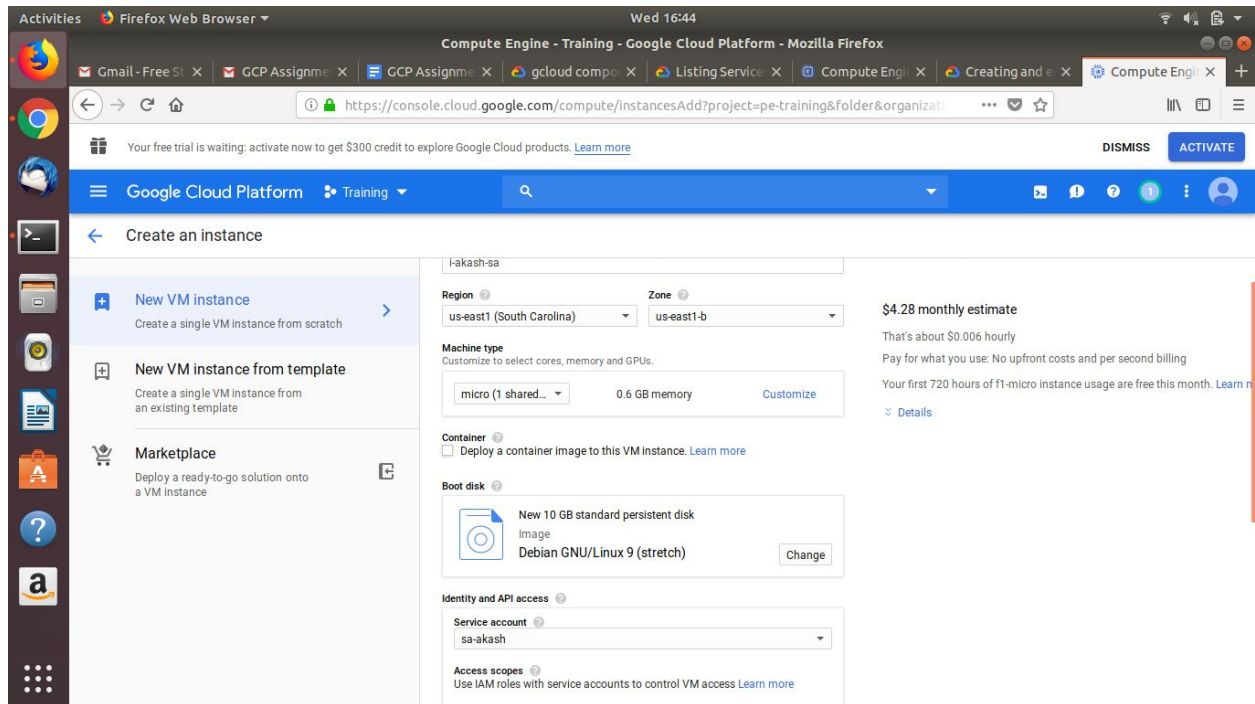 Activities Firefox Web Browser Wed 16:44
Compute Engine - Training - Google Cloud Platform - Mozilla Firefox
Gmail - Free St GCP Assignme GCP Assignme gcloud compo Listing Service Compute Engi Creating and e Compute Engi
https://console.cloud.google.com/compute/instancesAdd?project=pe-training&folder&organizati
Your free trial is waiting: activate now to get $300 credit to explore Google Cloud products. Learn more DISMISS ACTIVATE
Google Cloud Platform Training 1
Create an instance
i-akash-sa
New VM instance
Create a single VM instance from scratch
New VM instance from template
Create a single VM instance from
an existing template
Marketplace
Deploy a ready-to-go solution onto
a VM instance
Region Zone
us-east1 (South Carolina) us-east1-b
Machine type
Customize to select cores, memory and GPUs.
micro (1 shared... 0.6 GB memory Customize
Container
Deploy a container image to this VM instance. Learn more
Boot disk
New 10 GB standard persistent disk
Image
Debian GNU/Linux 9 (stretch) Change
Identity and API access
Service account
sa-akash
Access scopes
Use IAM roles with service accounts to control VM access Learn more
$4.28 monthly estimate
That's about $0.006 hourly
Pay for what you use: No upfront costs and per second billing
Your first 720 hours of f1-micro instance usage are free this month. Learn m
Details